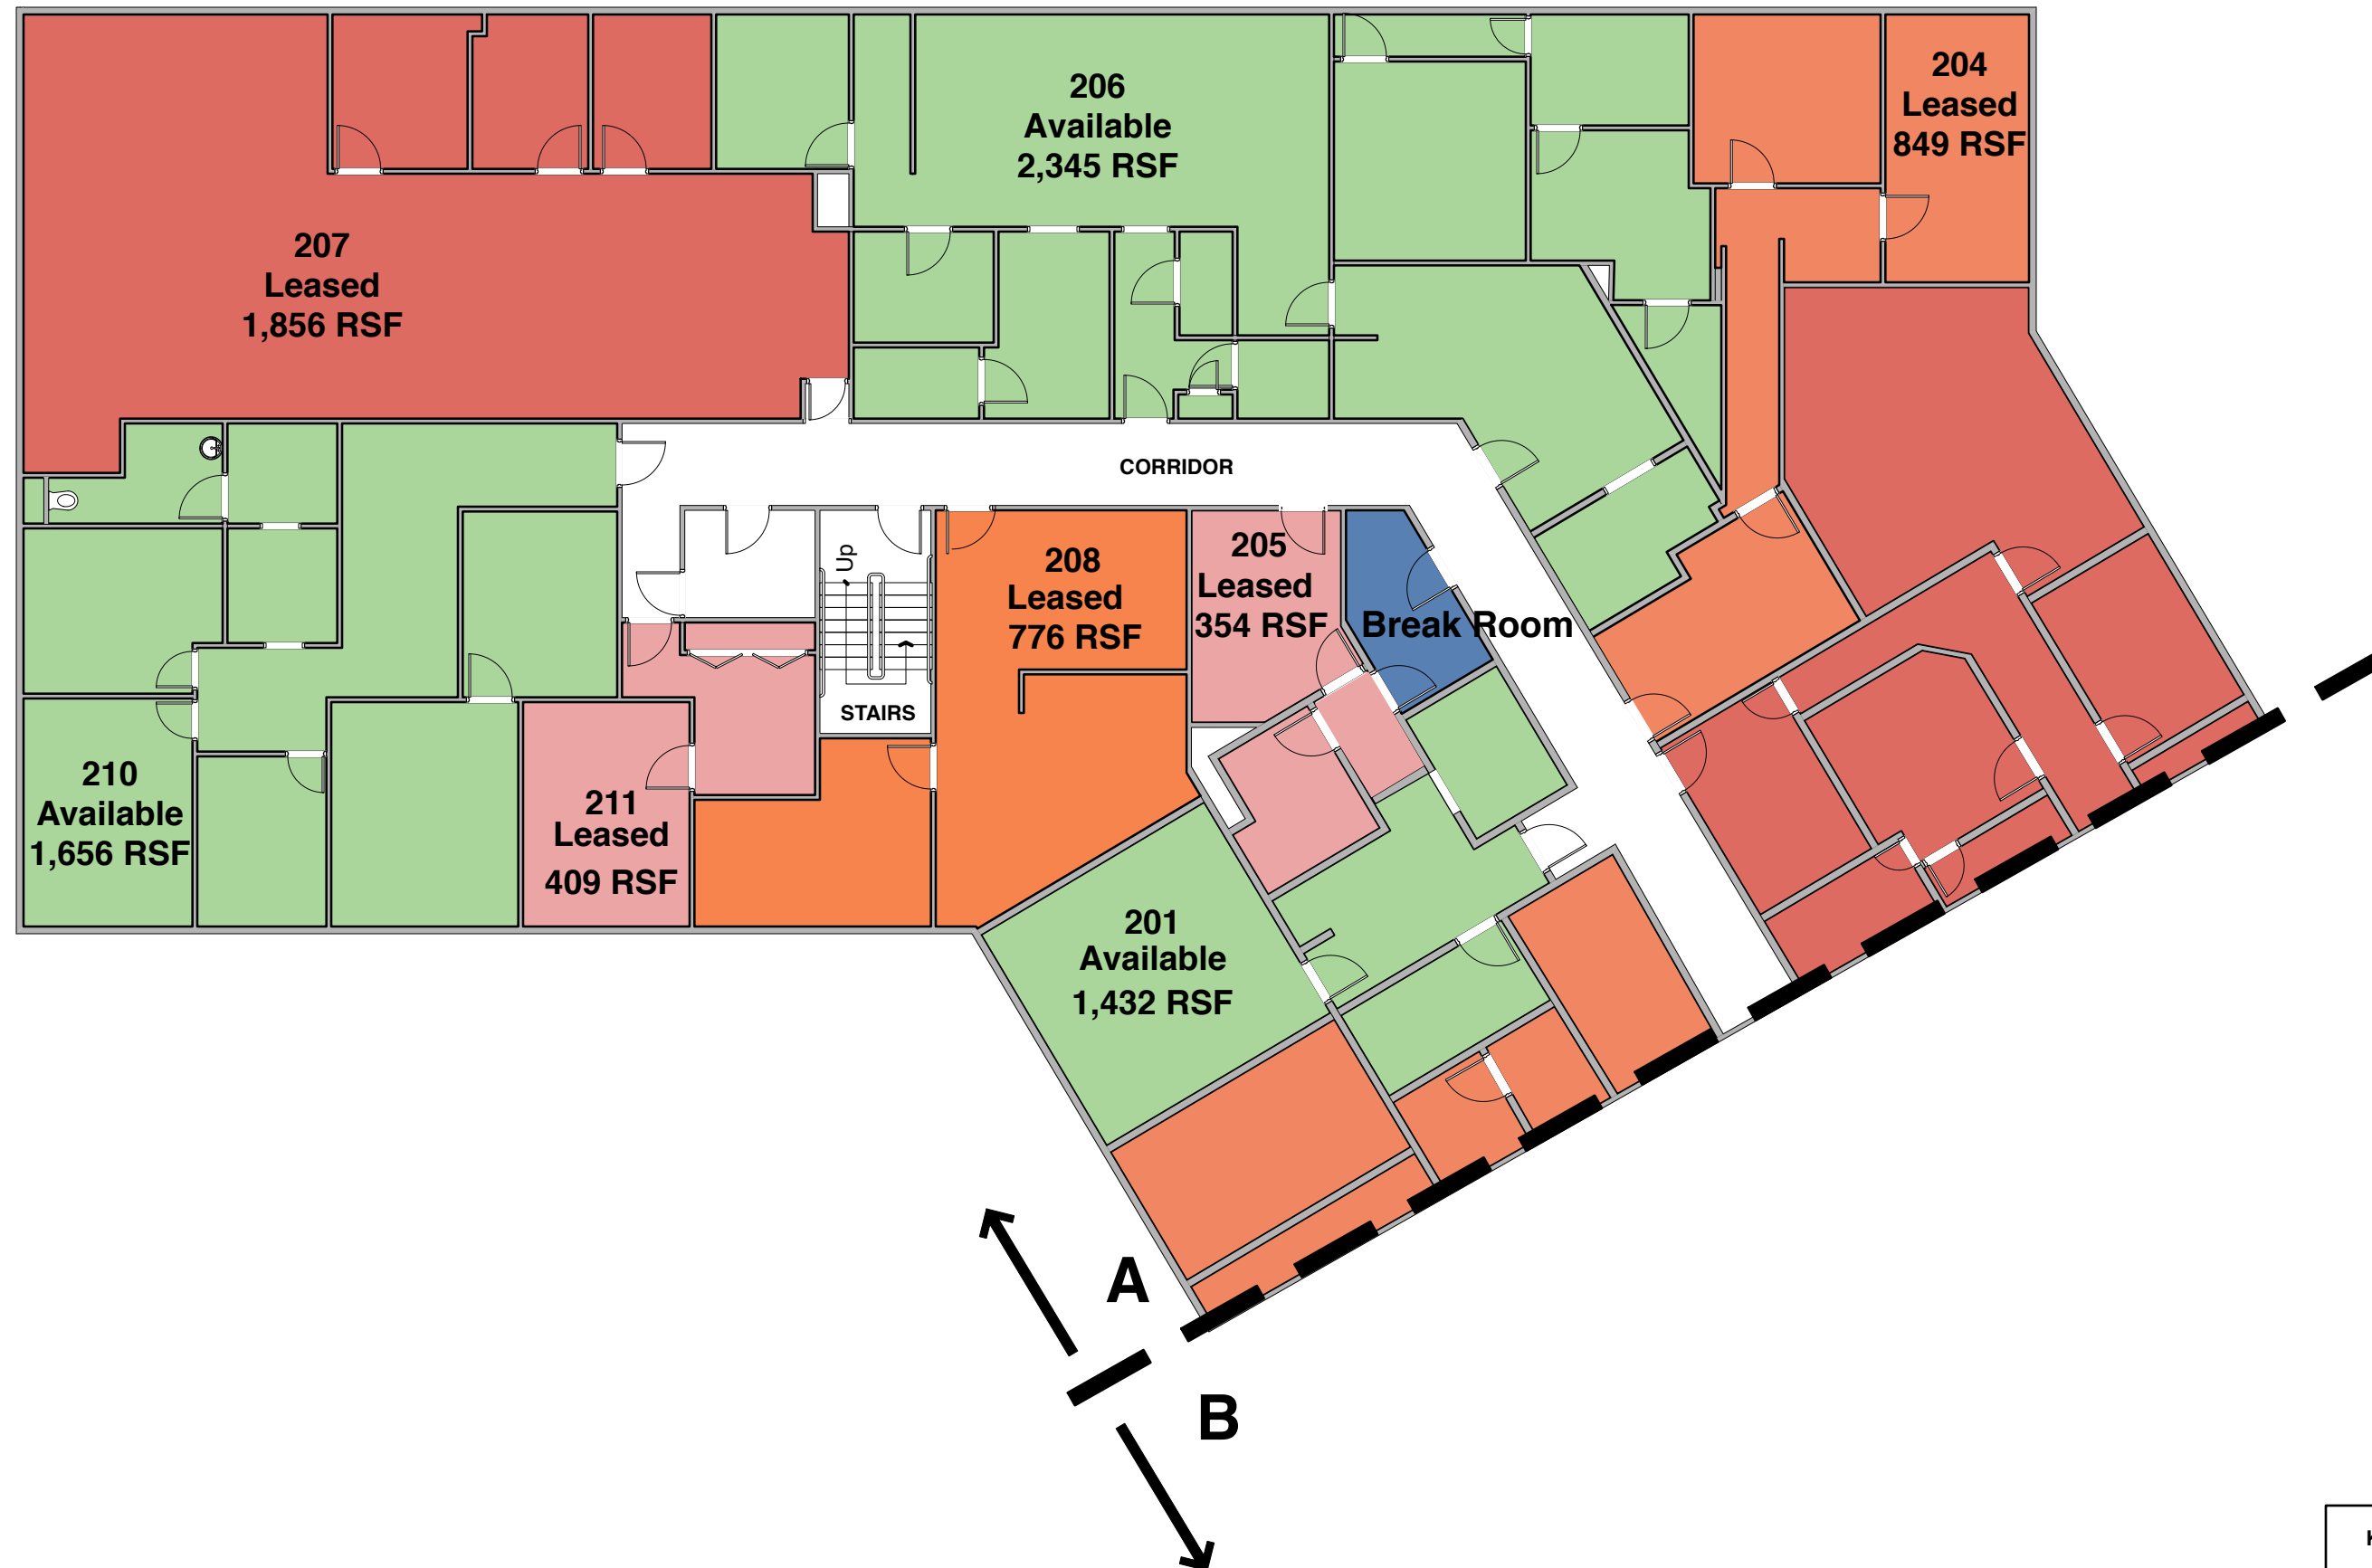 204
Leased
849 RSF
206
Available
2,345 RSF
207
Leased
1,856 RSF
CORRIDOR
Up
208
Leased
776 RSF
205
Leased
354 RSF
Break Room
STAIRS
210
Available
1,656 RSF
211
Leased
409 RSF
201
Available
1,432 RSF
A
B